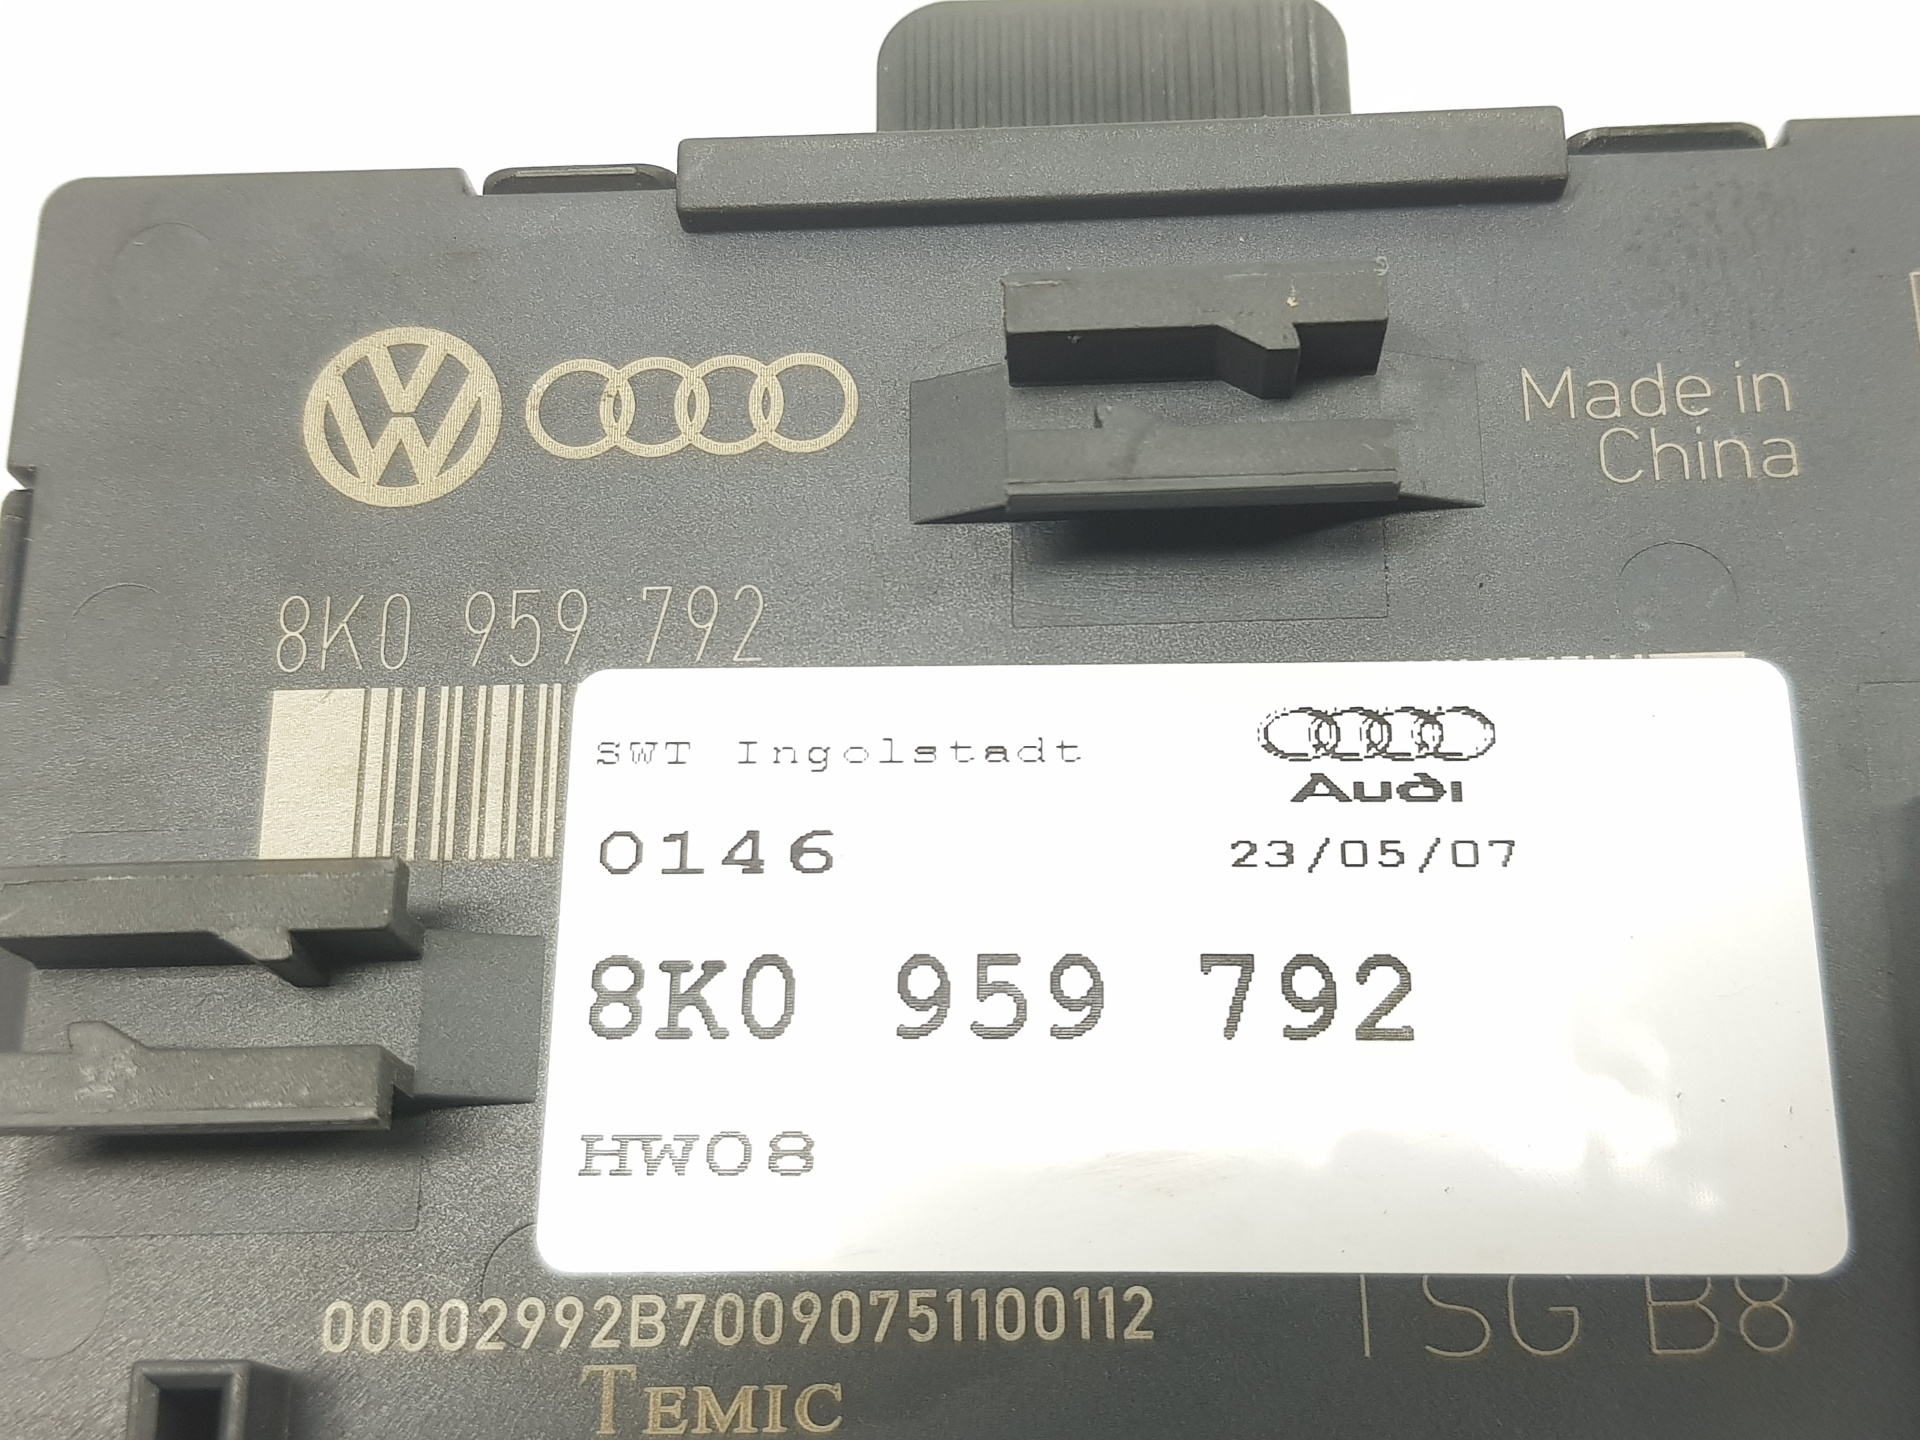 Made in
China
8K0 959 792
SWT Ingolstadt
Audi
0146
23/05/07
8K0 959 792
HW08
00002992B70090751100112
TSG B8
TEMIC